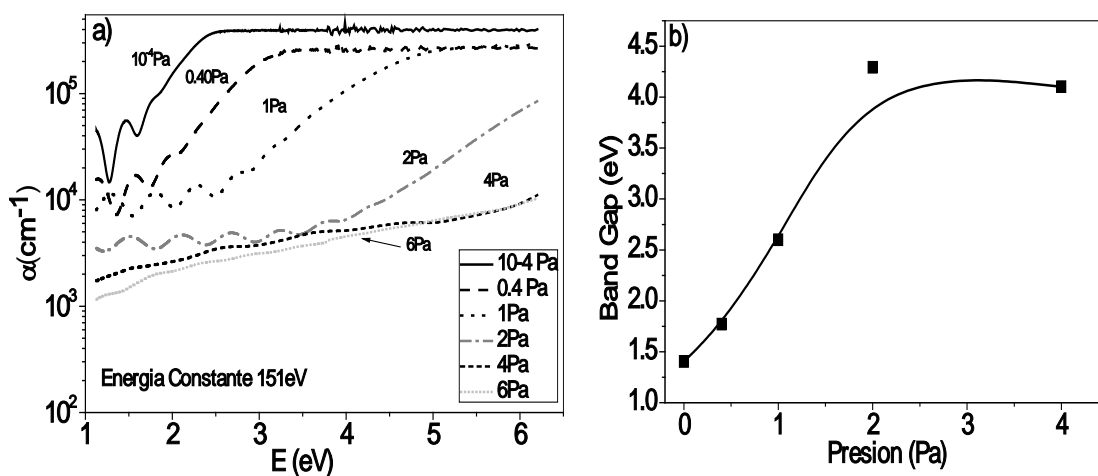 a)
10⁻⁴Pa
0.40Pa
1Pa
2Pa
4Pa
6Pa
10-4 Pa
0.4 Pa
1Pa
2Pa
4Pa
6Pa
Energia Constante 151eV
α(cm⁻¹)
10⁵
10⁴
10³
10²
1 2 3 4 5 6
E (eV)
b)
Band Gap (eV)
4.5
4.0
3.5
3.0
2.5
2.0
1.5
1.0
0 1 2 3 4
Presion (Pa)